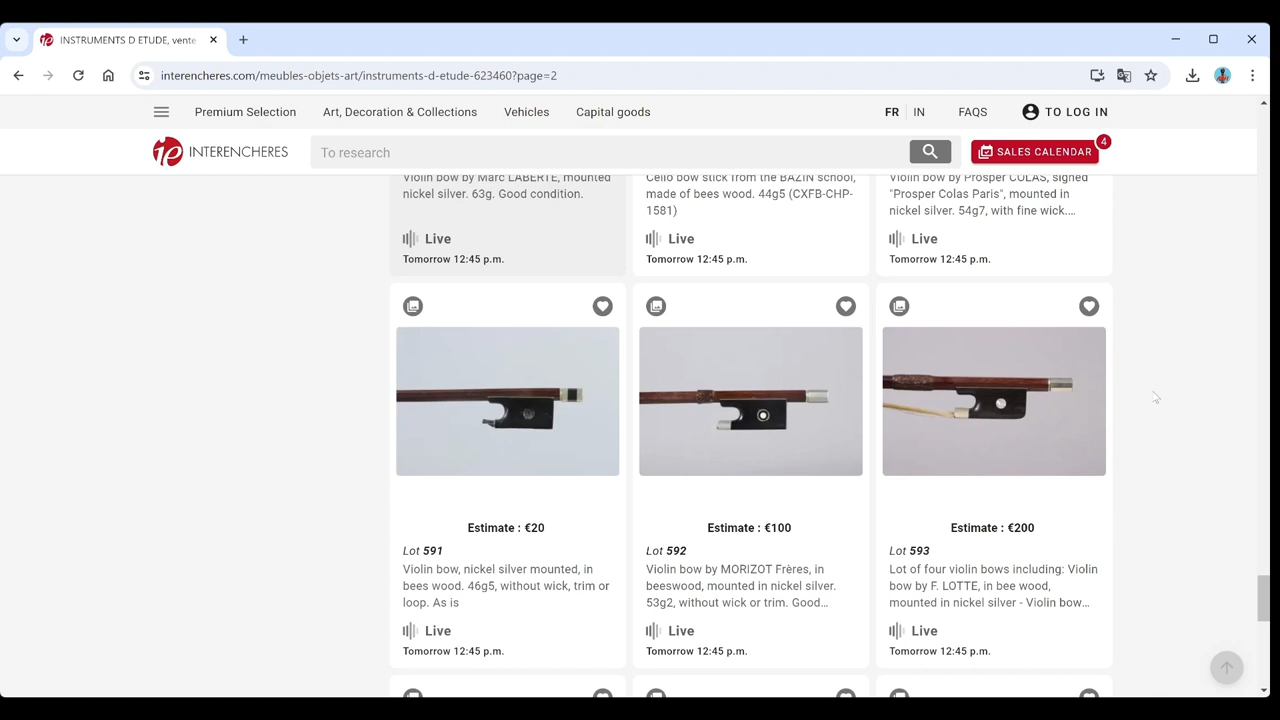 INSTRUMENTS D ETUDE, vente
interencheres.com/meubles-objets-art/instruments-d-etude-623460?page=2
Premium Selection
Art, Decoration & Collections
Vehicles
Capital goods
FR
IN
FAQS
TO LOG IN
INTERENCHERES
To research
SALES CALENDAR
4
Violin bow by Marc LABERTE, mounted
nickel silver. 63g. Good condition.
Live
Tomorrow 12:45 p.m.
Cello bow stick from the BAZIN school,
made of bees wood. 44g5 (CXFB-CHP-
1581)
Live
Tomorrow 12:45 p.m.
Violin bow by Prosper COLAS, signed
"Prosper Colas Paris", mounted in
nickel silver. 54g7, with fine wick....
Live
Tomorrow 12:45 p.m.
Estimate : €20
Lot 591
Violin bow, nickel silver mounted, in
bees wood. 46g5, without wick, trim or
loop. As is
Live
Tomorrow 12:45 p.m.
Estimate : €100
Lot 592
Violin bow by MORIZOT Frères, in
beeswood, mounted in nickel silver.
53g2, without wick or trim. Good...
Live
Tomorrow 12:45 p.m.
Estimate : €200
Lot 593
Lot of four violin bows including: Violin
bow by F. LOTTE, in bee wood,
mounted in nickel silver - Violin bow...
Live
Tomorrow 12:45 p.m.